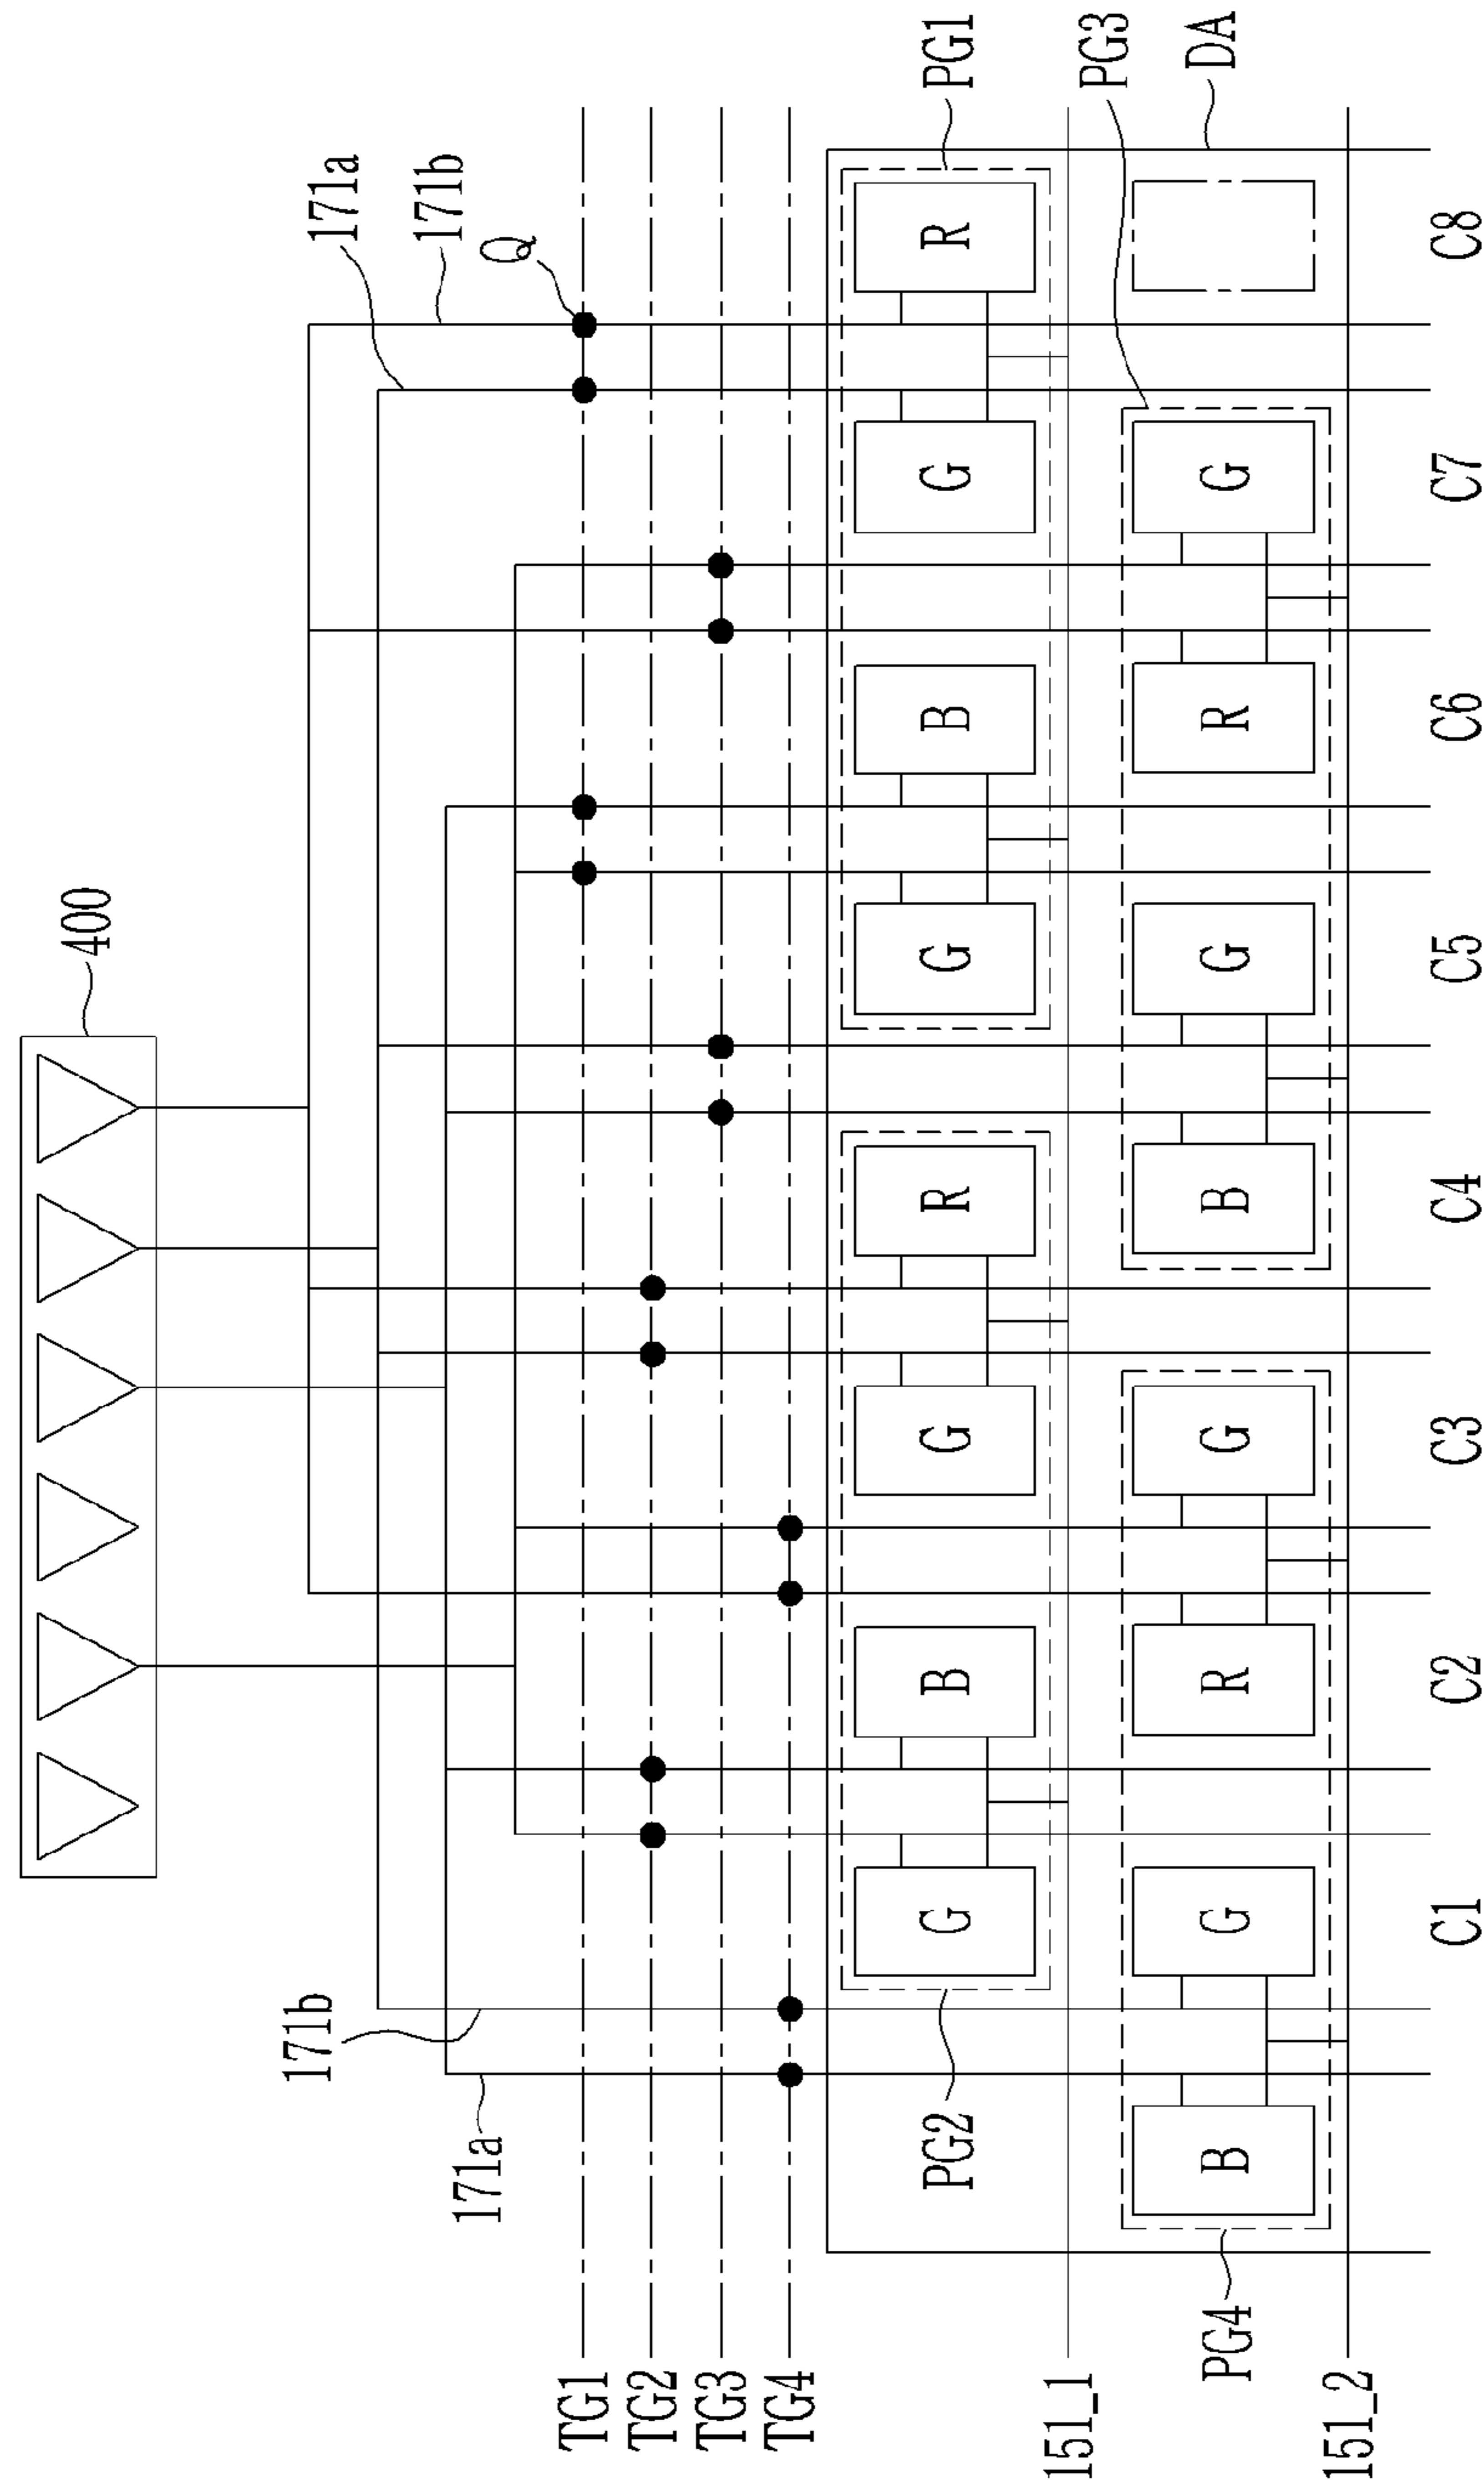 400
171b 171a
171a 171b
Q
TG1
TG2
TG3
TG4
PG2 G B G R G B G R PG1
151_1 PG3
PG4 B G R G B G R G DA
151_2
C1 C2 C3 C4 C5 C6 C7 C8